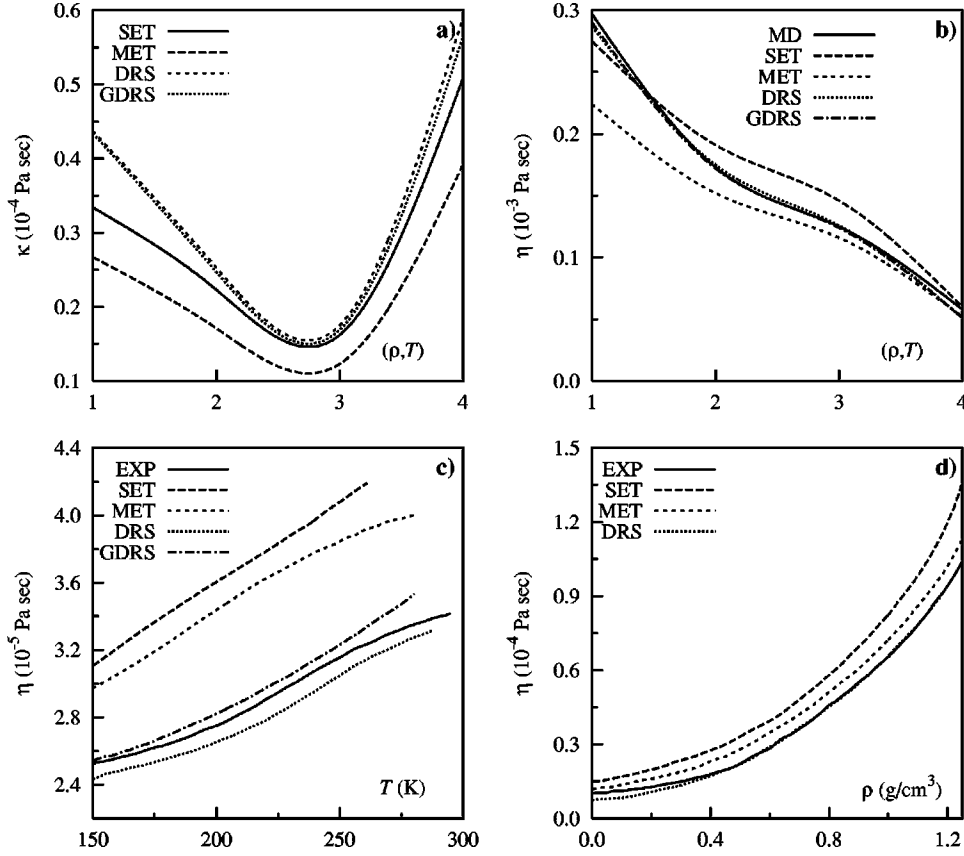 a)
SET
MET
DRS
GDRS
κ (10⁻⁴ Pa sec)
0.6
0.5
0.4
0.3
0.2
0.1
1 2 3 4
(ρ,T)
b)
MD
SET
MET
DRS
GDRS
η (10⁻³ Pa sec)
0.3
0.2
0.1
0.0
1 2 3 4
(ρ,T)
c)
EXP
SET
MET
DRS
GDRS
η (10⁻⁵ Pa sec)
4.4
4.0
3.6
3.2
2.8
2.4
150 200 250 300
T (K)
d)
EXP
SET
MET
DRS
η (10⁻⁴ Pa sec)
1.5
1.2
0.9
0.6
0.3
0.0
0.0 0.4 0.8 1.2
ρ (g/cm³)